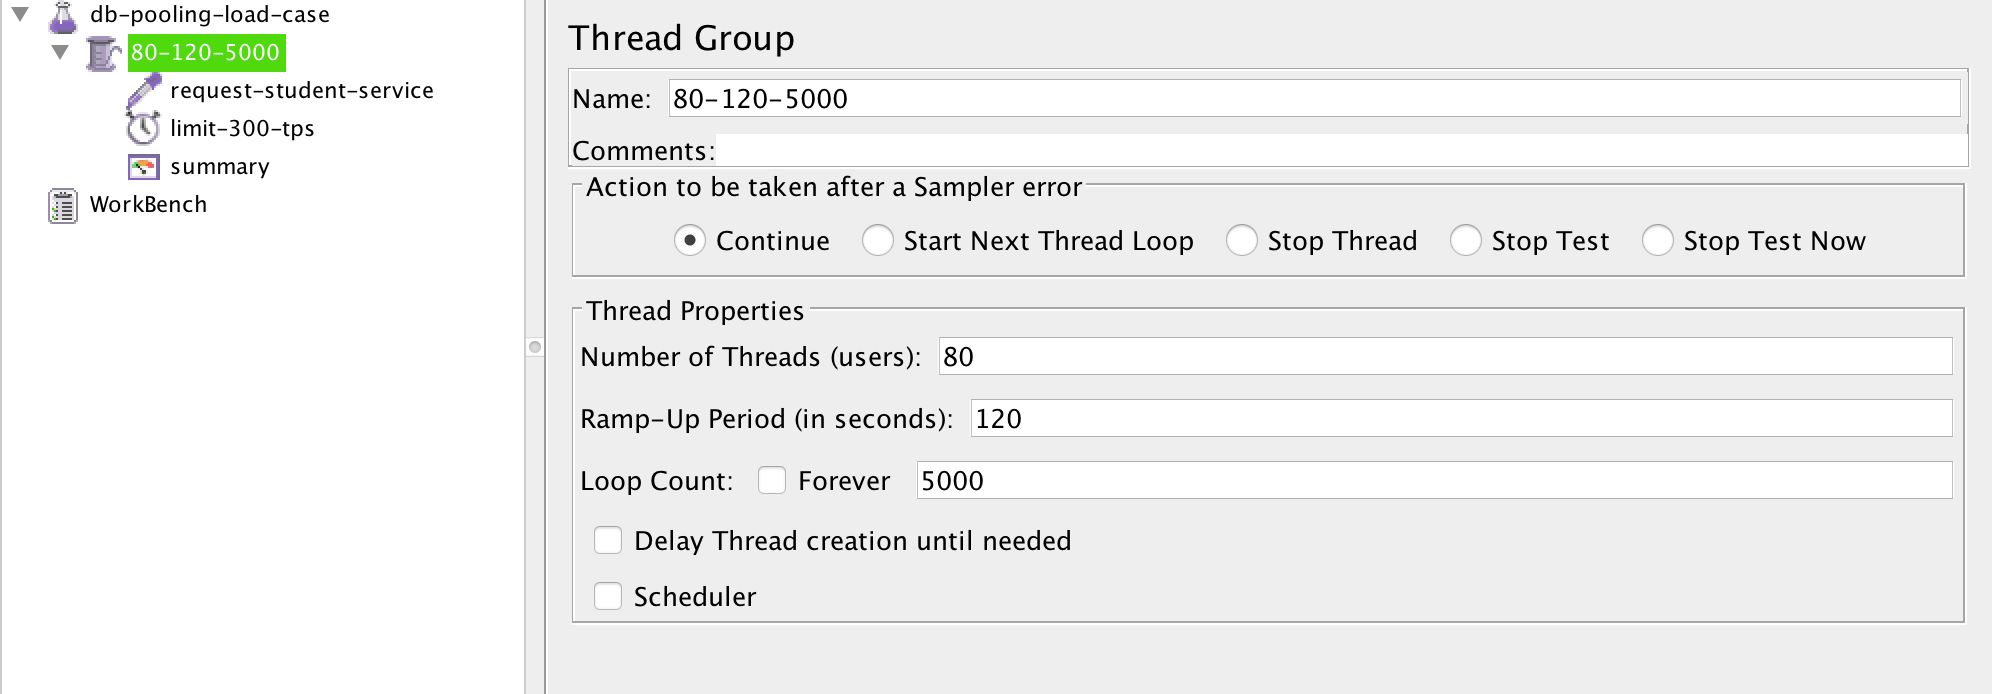 db-pooling-load-case
80-120-5000
request-student-service
limit-300-tps
summary
WorkBench
Thread Group
Name: 80-120-5000
Comments:
Action to be taken after a Sampler error
Continue Start Next Thread Loop Stop Thread Stop Test Stop Test Now
Thread Properties
Number of Threads (users): 80
Ramp-Up Period (in seconds): 120
Loop Count: Forever 5000
Delay Thread creation until needed
Scheduler